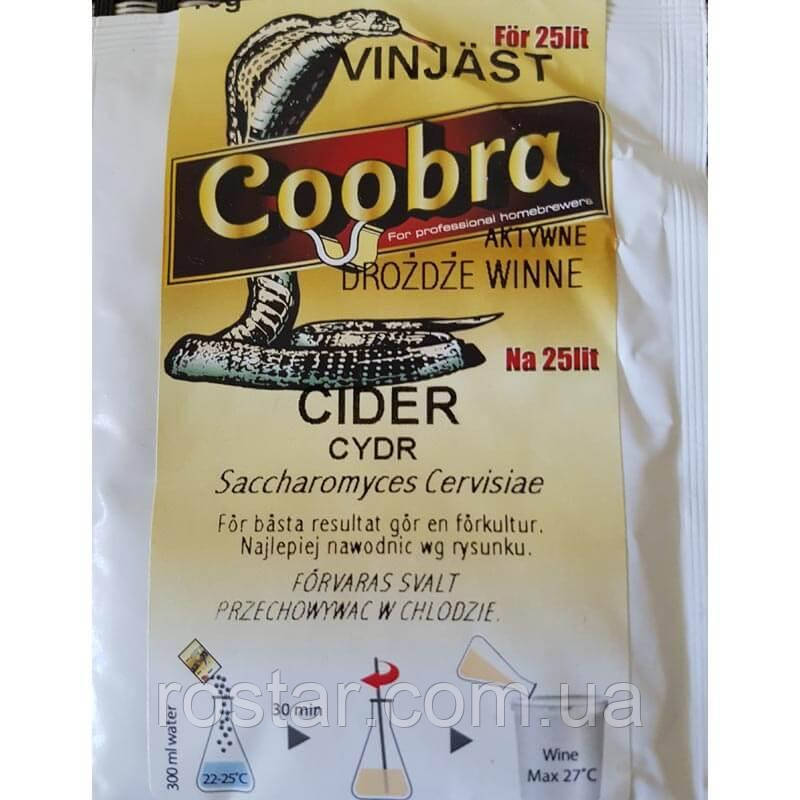 För 25lit
VINJÄST
Coobra
For professional homebrewers
AKTYWNE
DROŻDŻE WINNE
Na 25lit
CIDER
CYDR
Saccharomyces Cervisiae
För båsta resultat gör en förkultur.
Najlepiej nawodnic wg rysunku.
FÖRVARAS SVALT
PRZECHOWYWAC W CHLODZIE.
300 ml water
30 min
22-25°C
Wine
Max 27°C
rostar.com.ua